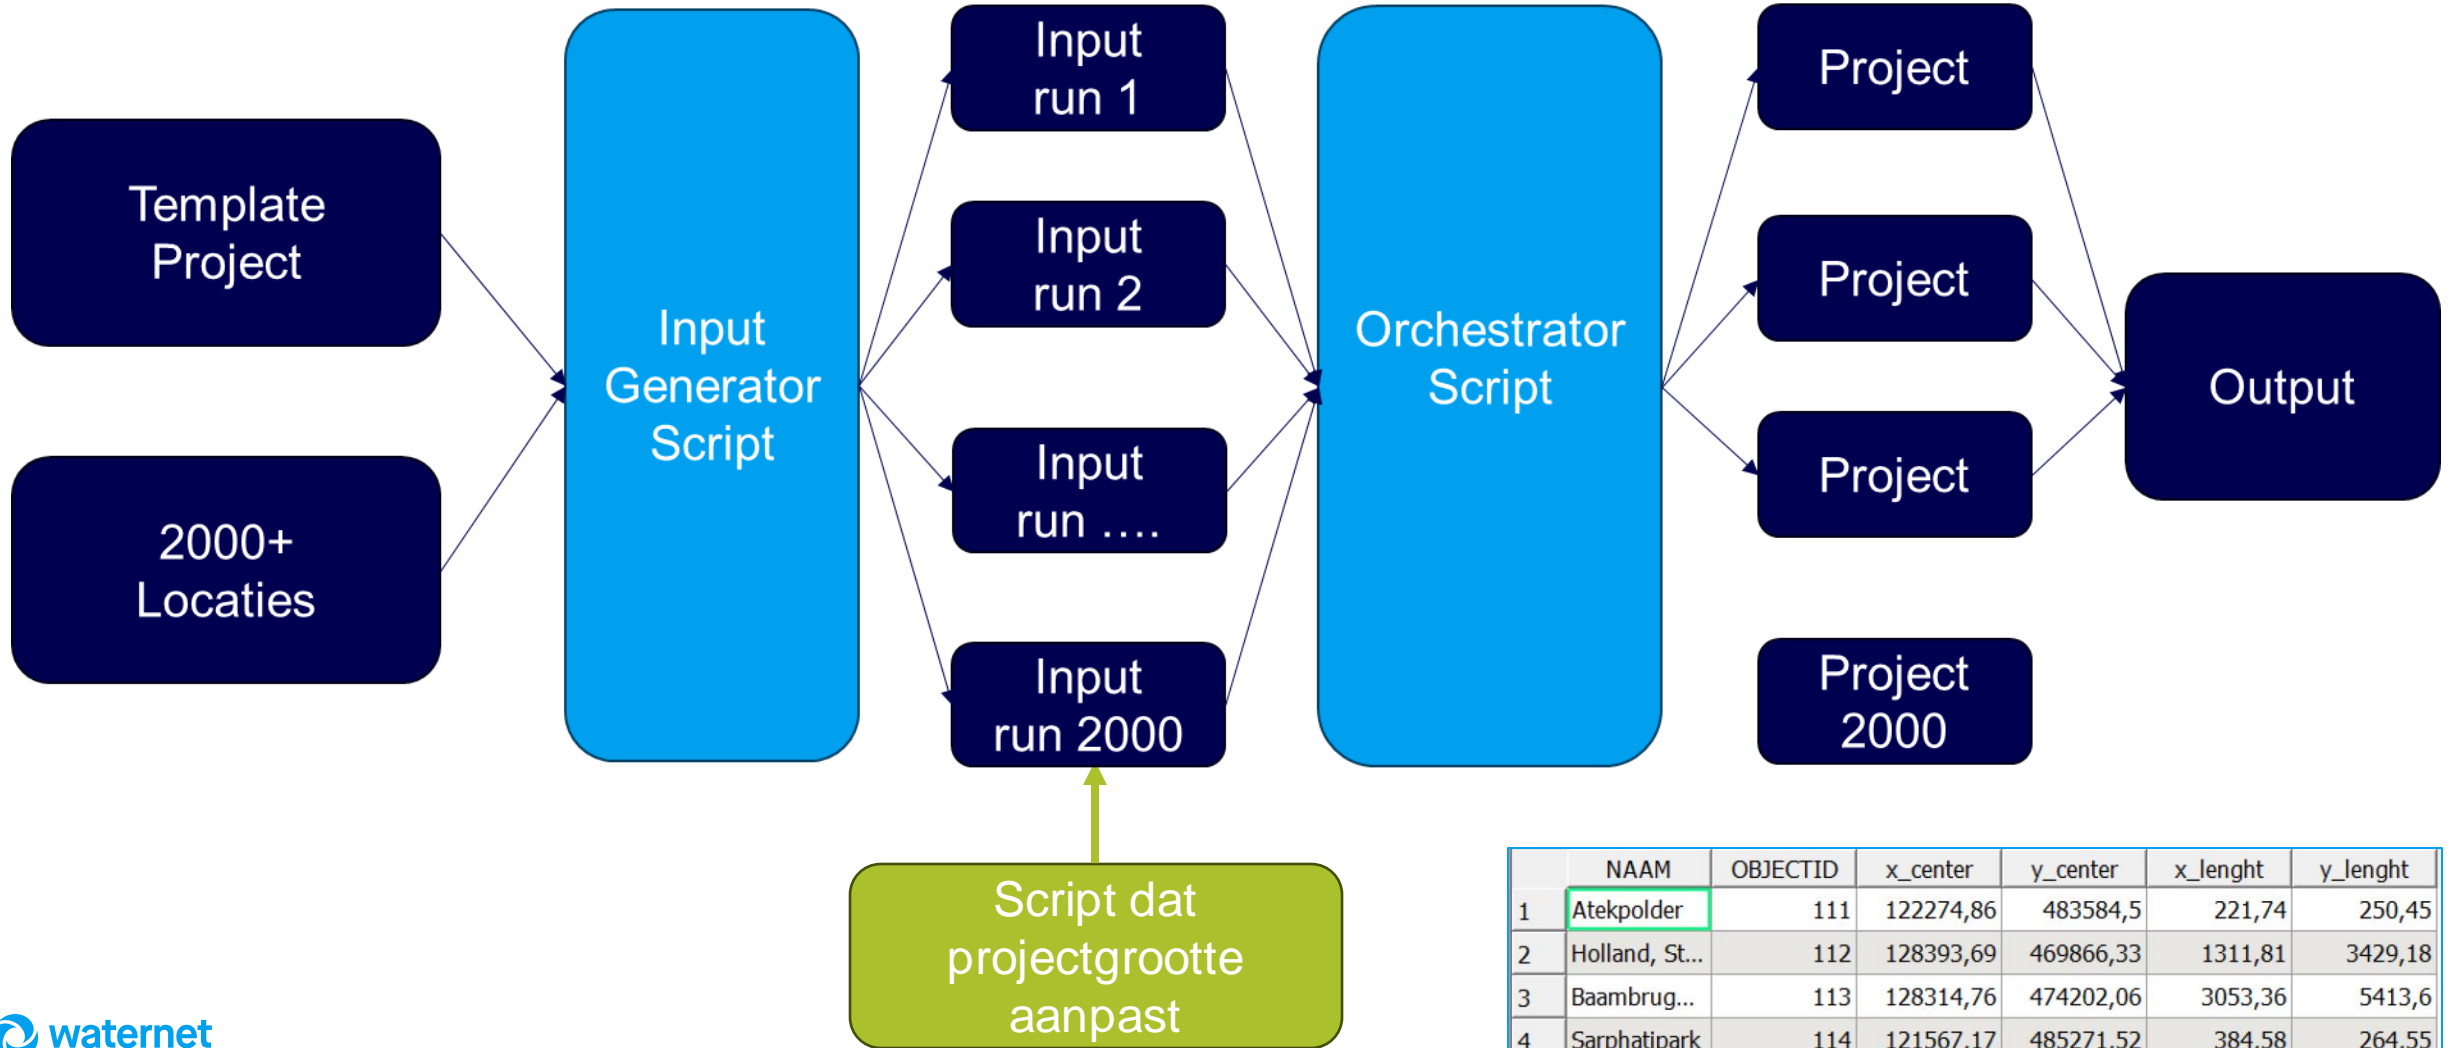 Template
Project
2000+
Locaties
Input
Generator
Script
Input
run 1
Input
run 2
Input
run ....
Input
run 2000
Orchestrator
Script
Project
Project
Project
Project
2000
Output
Script dat
projectgrootte
aanpast
NAAM OBJECTID x_center y_center x_lenght y_lenght
1 Atekpolder 111 122274,86 483584,5 221,74 250,45
2 Holland, St... 112 128393,69 469866,33 1311,81 3429,18
3 Baambrug... 113 128314,76 474202,06 3053,36 5413,6
4 Sarphatipark 114 121567,17 485271,52 384,58 264,55
waternet